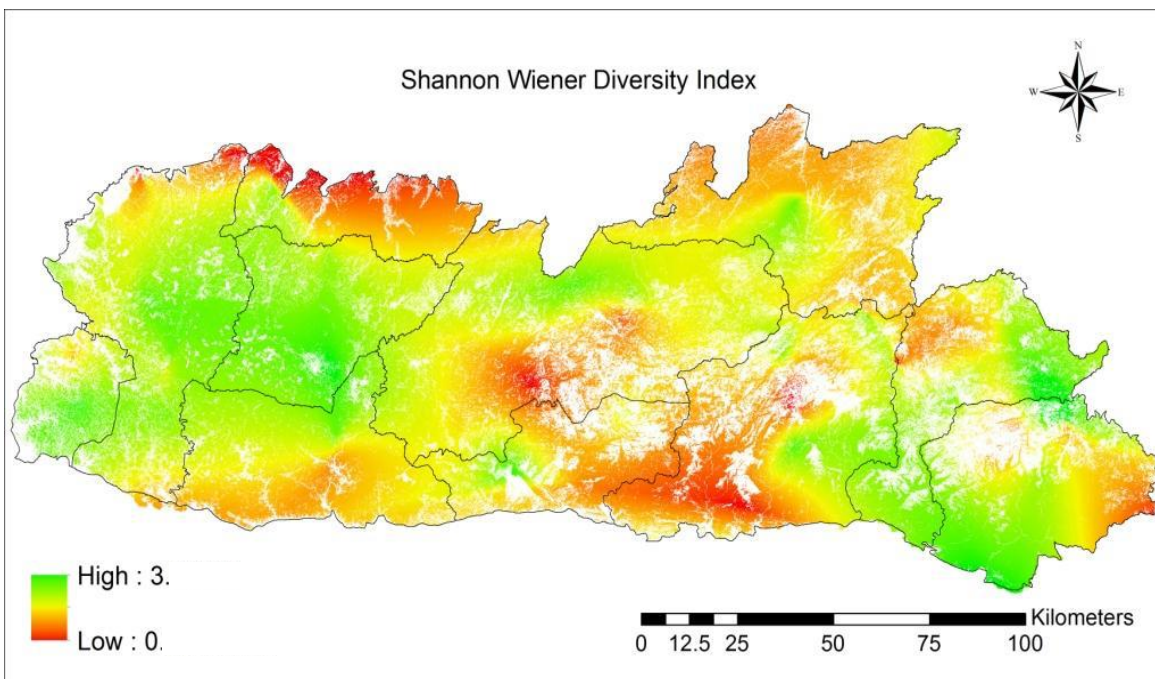 Shannon Wiener Diversity Index
N
W E
S
High : 3.
Low : 0.
Kilometers
0 12.5 25 50 75 100